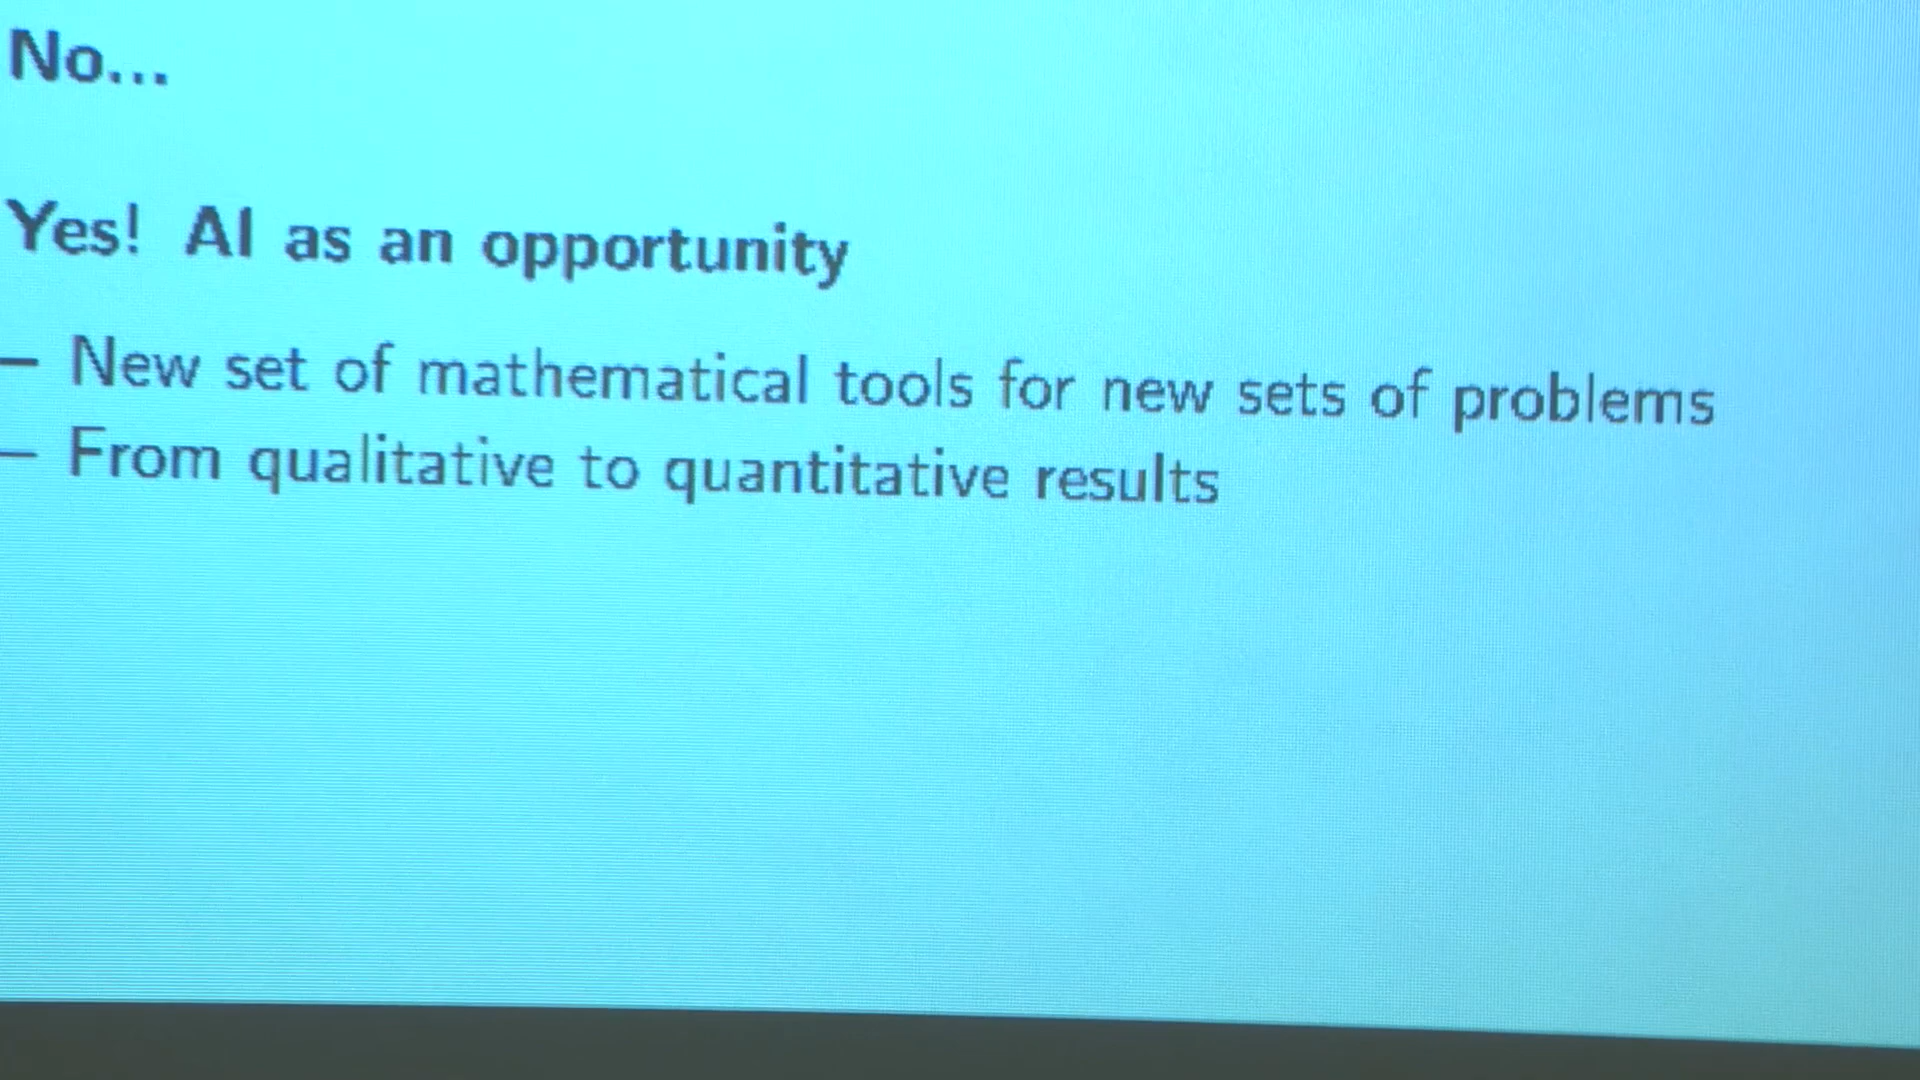 No...
Yes! AI as an opportunity
– New set of mathematical tools for new sets of problems
– From qualitative to quantitative results